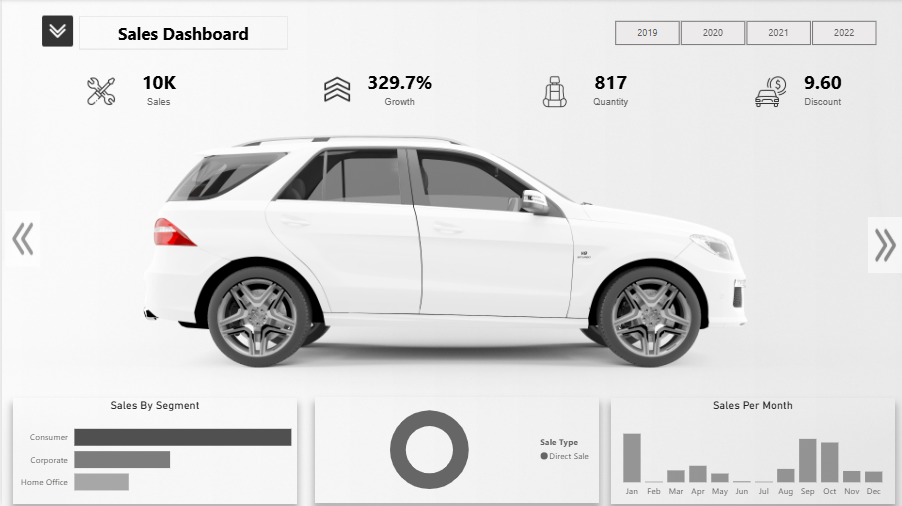 Sales Dashboard
2019 2020 2021 2022
10K
Sales
329.7%
Growth
817
Quantity
9.60
Discount
Sales By Segment
Consumer
Corporate
Home Office
Sale Type
Direct Sale
Sales Per Month
Jan Feb Mar Apr May Jun Jul Aug Sep Oct Nov Dec